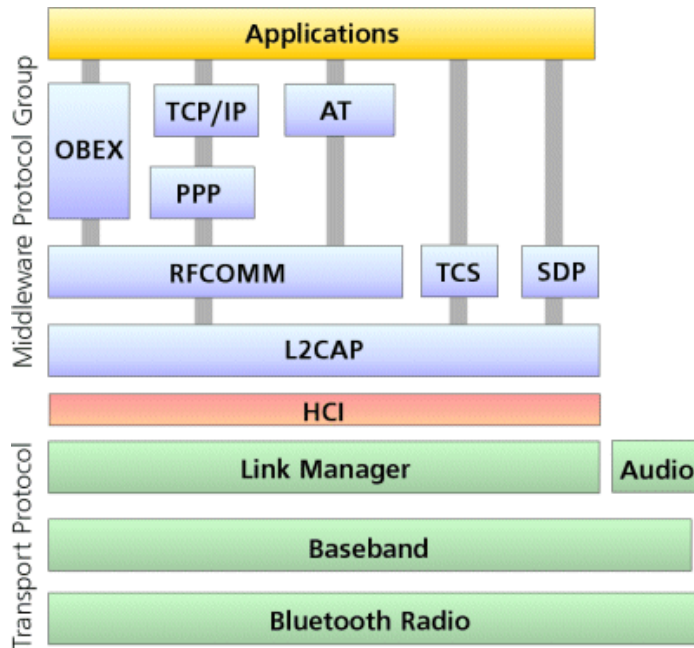 Applications
Middleware Protocol Group
OBEX
TCP/IP
AT
PPP
RFCOMM
TCS
SDP
L2CAP
HCI
Transport Protocol
Link Manager
Audio
Baseband
Bluetooth Radio